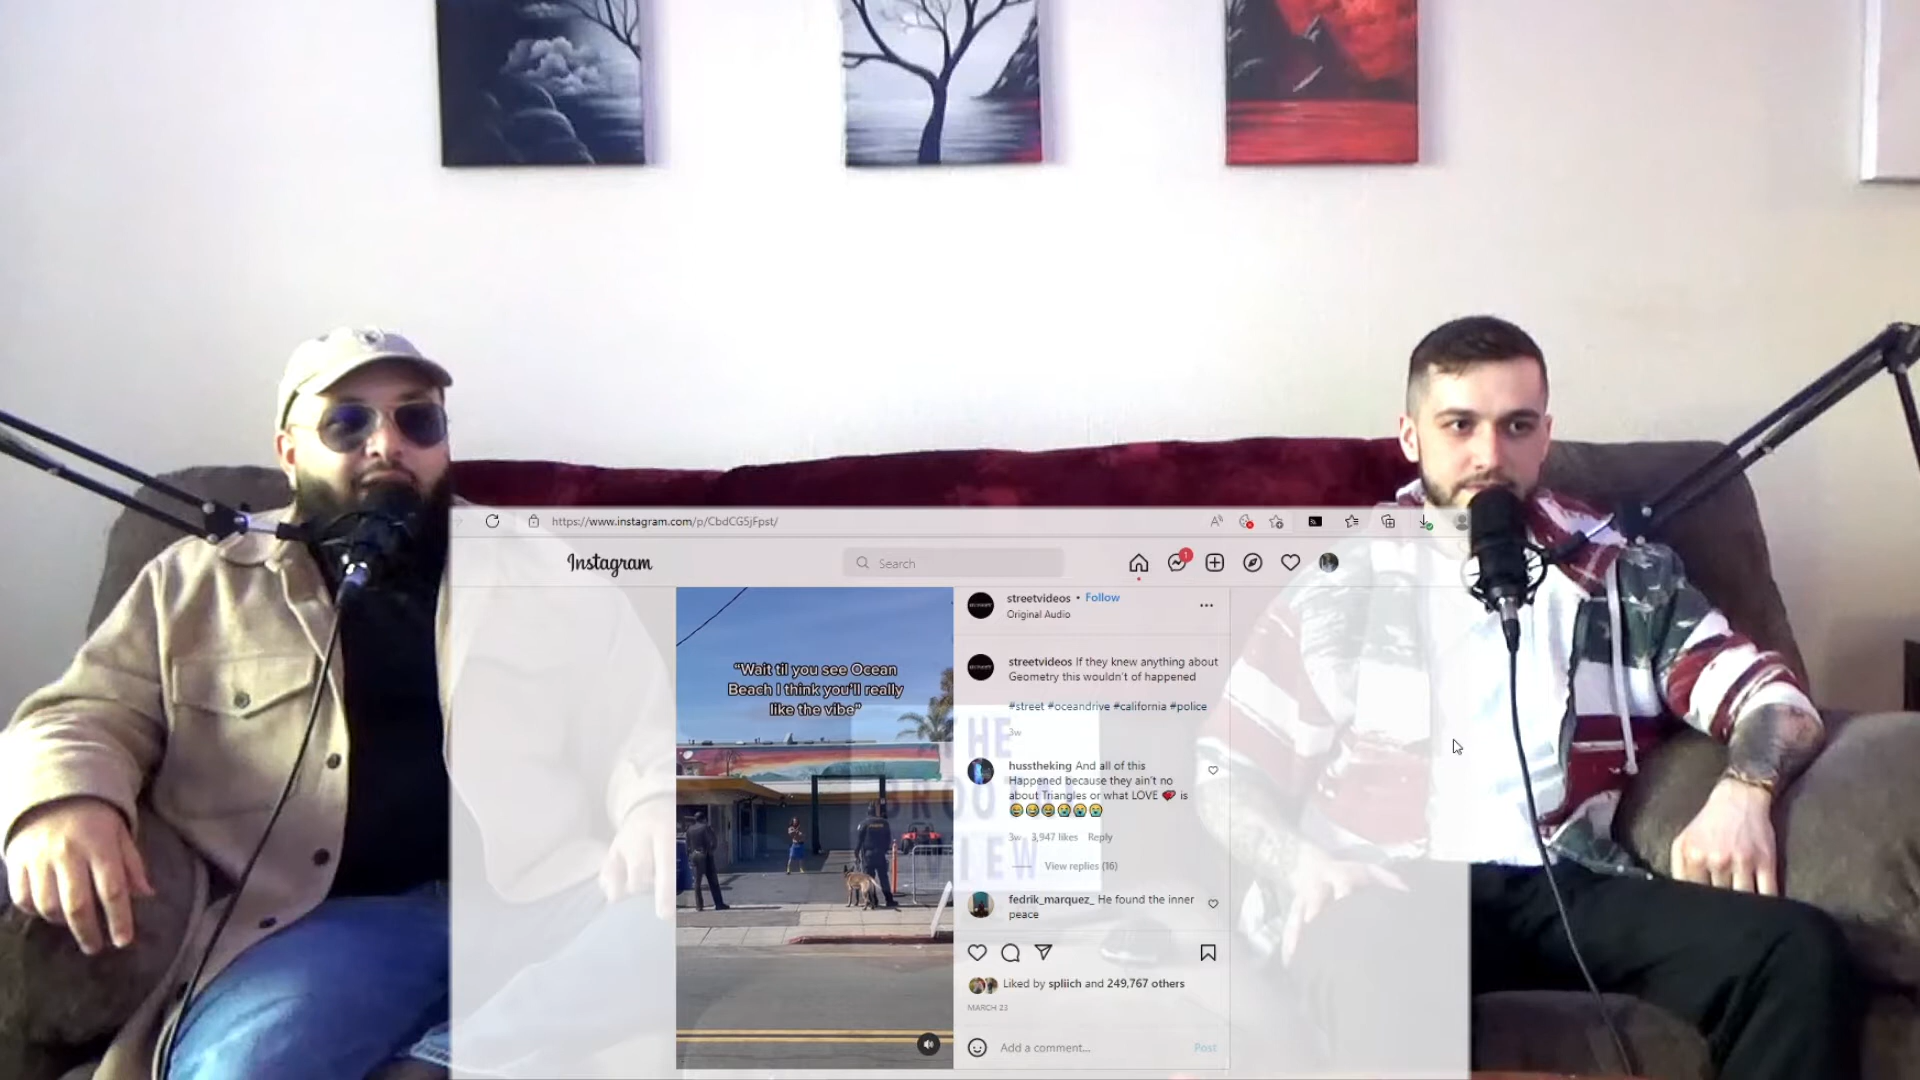 https://www.instagram.com/p/CbdCG5jFpst/
Instagram
Search
1
streetvideos • Follow
Original Audio
"Wait til you see Ocean
Beach I think you'll really
like the vibe"
streetvideos If they knew anything about
Geometry this wouldn't of happened
#street #oceandrive #california #police
3w
husstheking And all of this
Happened because they ain't no
about Triangles or what LOVE 💖 is
😂😂😂😭😭😭
3w 3,947 likes Reply
View replies (16)
fedrik_marquez_ He found the inner
peace
Liked by spliich and 249,767 others
MARCH 23
Add a comment...
Post
THE